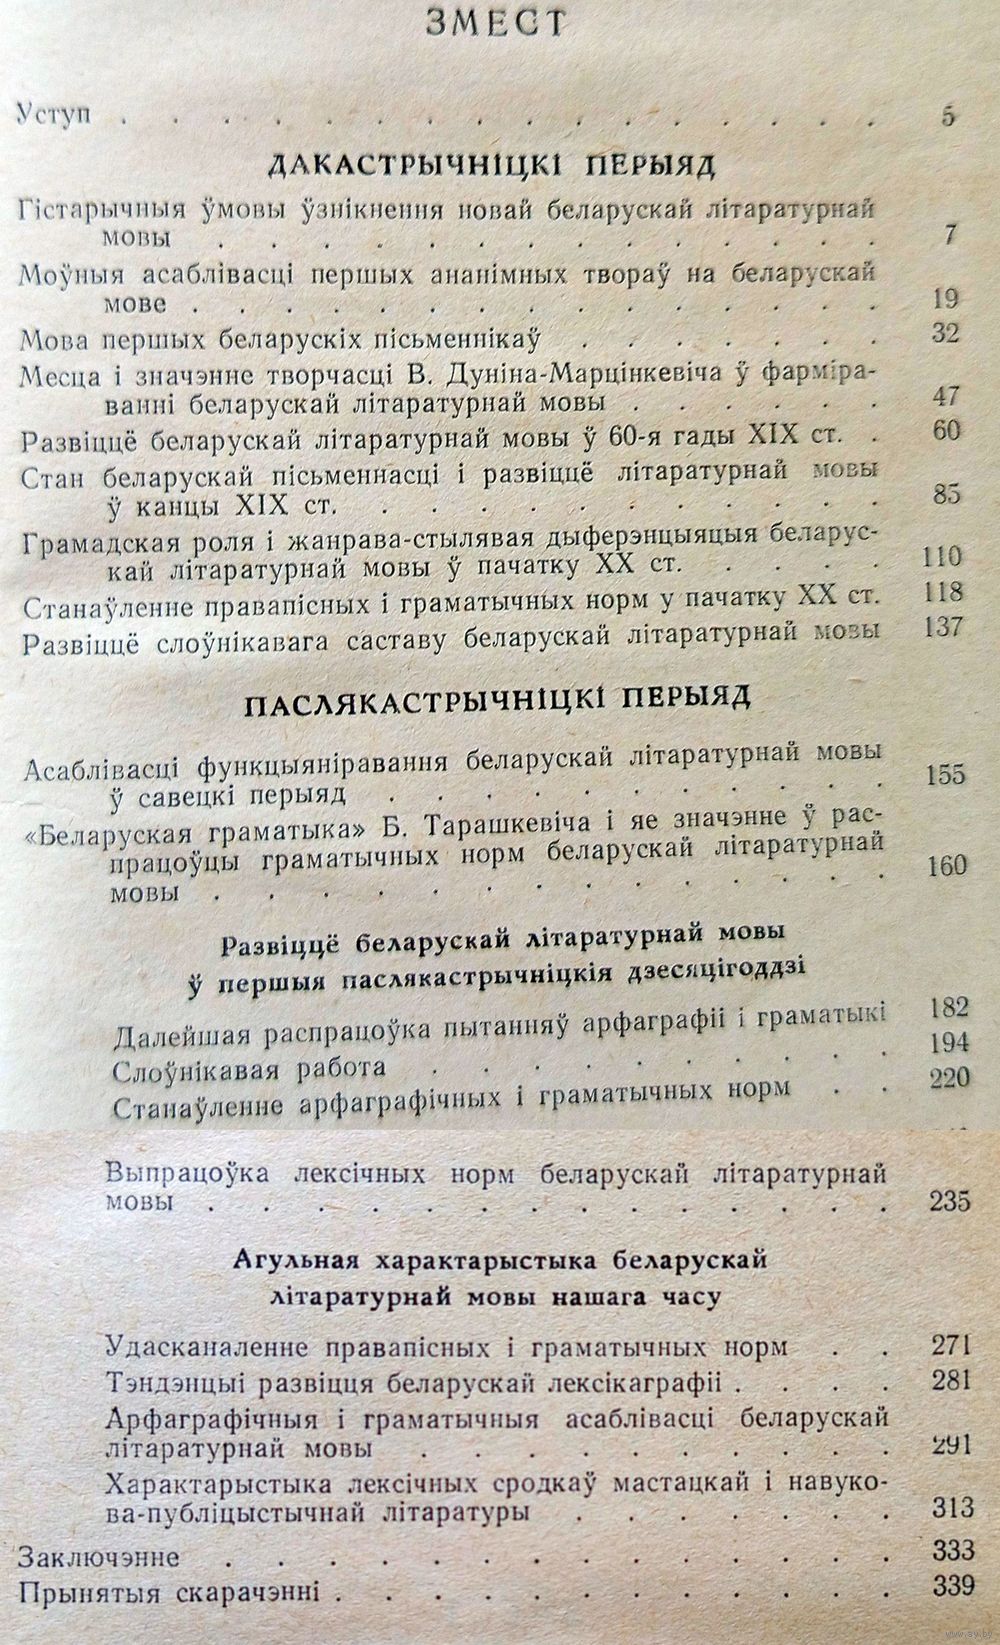 ЗМЕСТ
Уступ . . . . . . . . . . . . . . . . 5
ДАКАСТРЫЧНІЦКІ ПЕРЫЯД
Гістарычныя ўмовы ўзнікнення новай беларускай літаратурнай
мовы . . . . . . . . . . . . . . 7
Моўныя асаблівасці першых ананімных твораў на беларускай
мове . . . . . . . . . . . . . . 19
Мова першых беларускіх пісьменнікаў . . . . . . 32
Месца і значэнне творчасці В. Дуніна-Марцінкевіча ў фарміра-
ванні беларускай літаратурнай мовы . . . . . . 47
Развіццё беларускай літаратурнай мовы ў 60-я гады XIX ст. . 60
Стан беларускай пісьменнасці і развіццё літаратурнай мовы
ў канцы XIX ст. . . . . . . . . . . . 85
Грамадская роля і жанрава-стылявая дыферэнцыяцыя беларус-
кай літаратурнай мовы ў пачатку XX ст. . . . . 110
Станаўленне правапісных і граматычных норм у пачатку XX ст. 118
Развіццё слоўнікавага саставу беларускай літаратурнай мовы 137
ПАСЛЯКАСТРЫЧНІЦКІ ПЕРЫЯД
Асаблівасці функцыяніравання беларускай літаратурнай мовы
ў савецкі перыяд . . . . . . . . . . 155
«Беларуская граматыка» Б. Тарашкевіча і яе значэнне ў рас-
працоўцы граматычных норм беларускай літаратурнай
мовы . . . . . . . . . . . . . 160
Развіццё беларускай літаратурнай мовы
ў першыя паслякастрычніцкія дзесяцігоддзі
Далейшая распрацоўка пытанняў арфаграфіі і граматыкі 182
Слоўнікавая работа . . . . . . . . . 194
Станаўленне арфаграфічных і граматычных норм . . 220
Выпрацоўка лексічных норм беларускай літаратурнай
мовы . . . . . . . . . . . . . 235
Агульная характарыстыка беларускай
літаратурнай мовы нашага часу
Удасканаленне правапісных і граматычных норм . . 271
Тэндэнцыі развіцця беларускай лексікаграфіі . . . . 281
Арфаграфічныя і граматычныя асаблівасці беларускай
літаратурнай мовы . . . . . . . . . 291
Характарыстыка лексічных сродкаў мастацкай і навуко-
ва-публіцыстычнай літаратуры . . . . . . . 313
Заключэнне . . . . . . . . . . . . . 333
Прынятыя скарачэнні . . . . . . . . . . . 339
www.ay.by